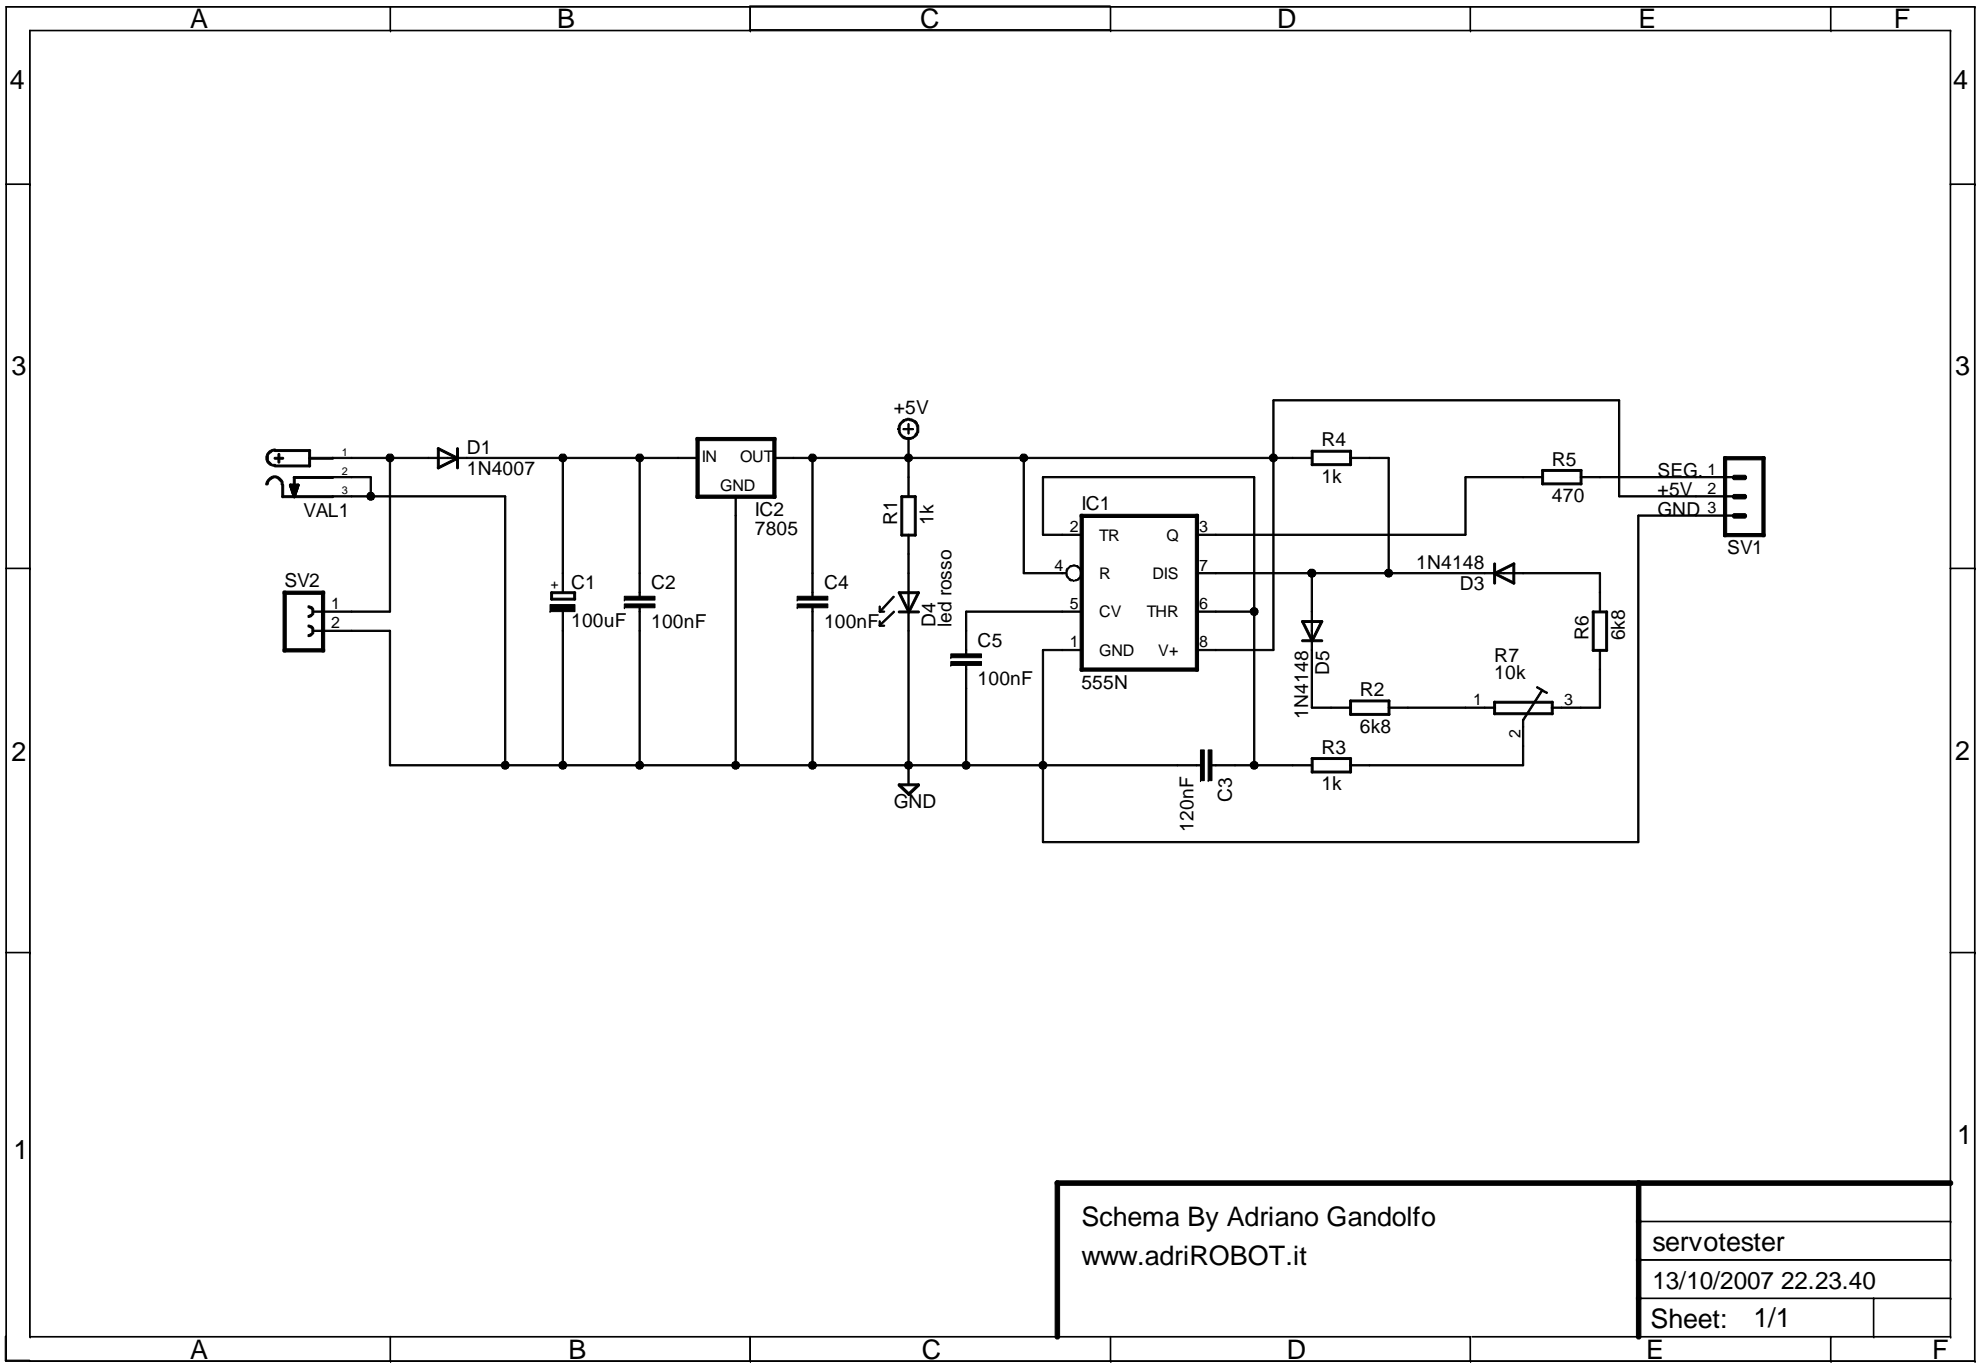 A B C D E F
4 4
3 3
2 2
1 1
A B C D E F
+5V
VAL1
1
2
3
D1
1N4007
SV2
1
2
+
C1
100uF
C2
100nF
IN OUT
GND
IC2
7805
C4
100nF
R1
1k
D4
led rosso
GND
C5
100nF
IC1
2 TR Q 3
4 R DIS 7
5 CV THR 6
1 GND V+ 8
555N
R4
1k
R5
470
SEG. 1
+5V 2
GND 3
SV1
1N4148
D3
R6
6k8
1N4148
D5
R2
6k8
R7
10k
1
3
2
R3
1k
120nF
C3
Schema By Adriano Gandolfo
www.adriROBOT.it
servotester
13/10/2007 22.23.40
Sheet: 1/1